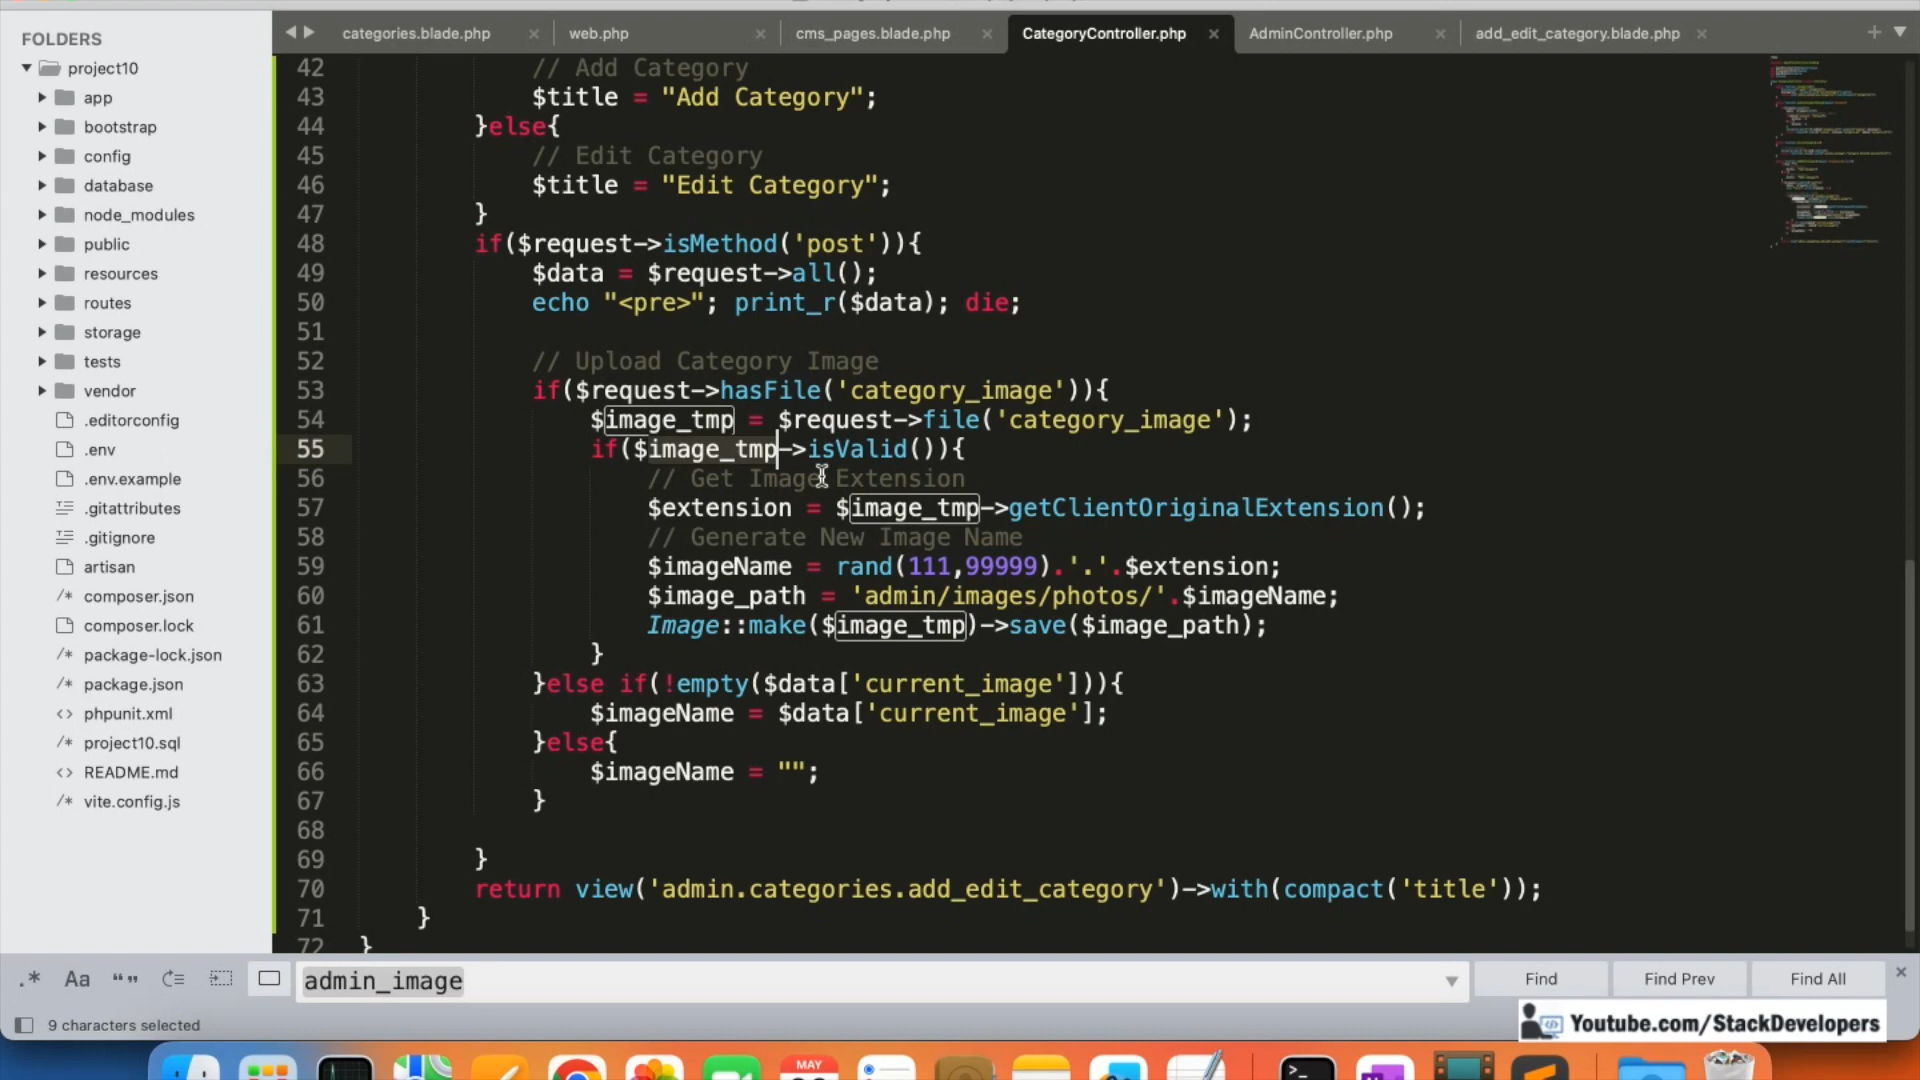 FOLDERS
project10
app
bootstrap
config
database
node_modules
public
resources
routes
storage
tests
vendor
.editorconfig
.env
.env.example
.gitattributes
.gitignore
artisan
composer.json
composer.lock
package-lock.json
package.json
phpunit.xml
project10.sql
README.md
vite.config.js
categories.blade.php
web.php
cms_pages.blade.php
CategoryController.php
AdminController.php
add_edit_category.blade.php
42 // Add Category
43 $title = "Add Category";
44 }else{
45 // Edit Category
46 $title = "Edit Category";
47 }
48 if($request->isMethod('post')){
49 $data = $request->all();
50 echo "<pre>"; print_r($data); die;
51
52 // Upload Category Image
53 if($request->hasFile('category_image')){
54 $image_tmp = $request->file('category_image');
55 if($image_tmp->isValid()){
56 // Get Image Extension
57 $extension = $image_tmp->getClientOriginalExtension();
58 // Generate New Image Name
59 $imageName = rand(111,99999).'.'.$extension;
60 $image_path = 'admin/images/photos/'.$imageName;
61 Image::make($image_tmp)->save($image_path);
62 }
63 }else if(!empty($data['current_image'])){
64 $imageName = $data['current_image'];
65 }else{
66 $imageName = "";
67 }
68
69 }
70 return view('admin.categories.add_edit_category')->with(compact('title'));
71 }
72 }
.* Aa “” admin_image Find Find Prev Find All
9 characters selected
Youtube.com/StackDevelopers
MAY